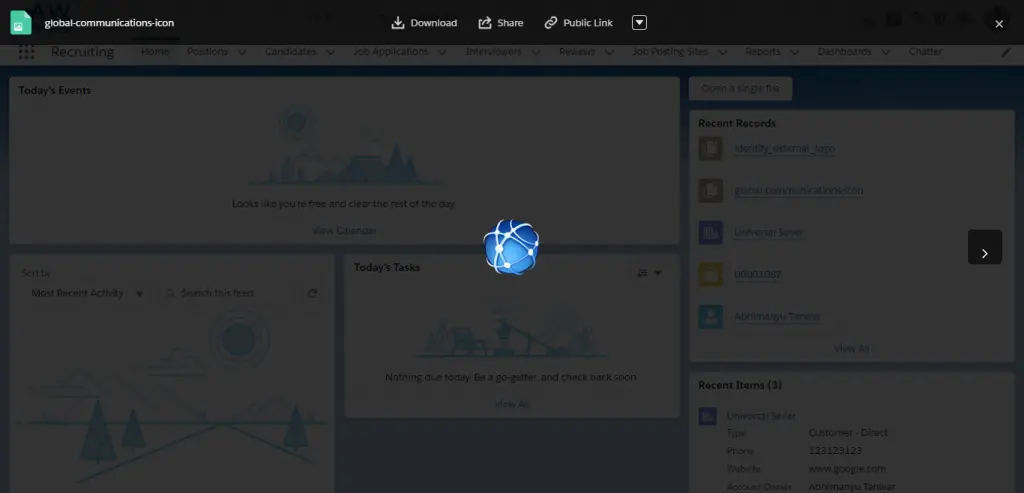 global-communications-icon
Download Share Public Link
Recruiting Home Positions Candidates Job Applications Interviewers Reviews Job Posting Sites Reports Dashboards Chatter
Today's Events
Looks like you're free and clear the rest of the day.
View Calendar
Sort by:
Most Recent Activity
Search this feed...
Today's Tasks
Nothing due today. Be a go-getter, and check back soon.
View All
Open a single file
Recent Records
identify_external_logo
global-communications-icon
Universal Sever
00001087
Abhimanyu Tanwar
View All
Recent Items (3)
Universal Sever
Type Customer - Direct
Phone 123123123
Website www.google.com
Account Owner Abhimanyu Tanwar